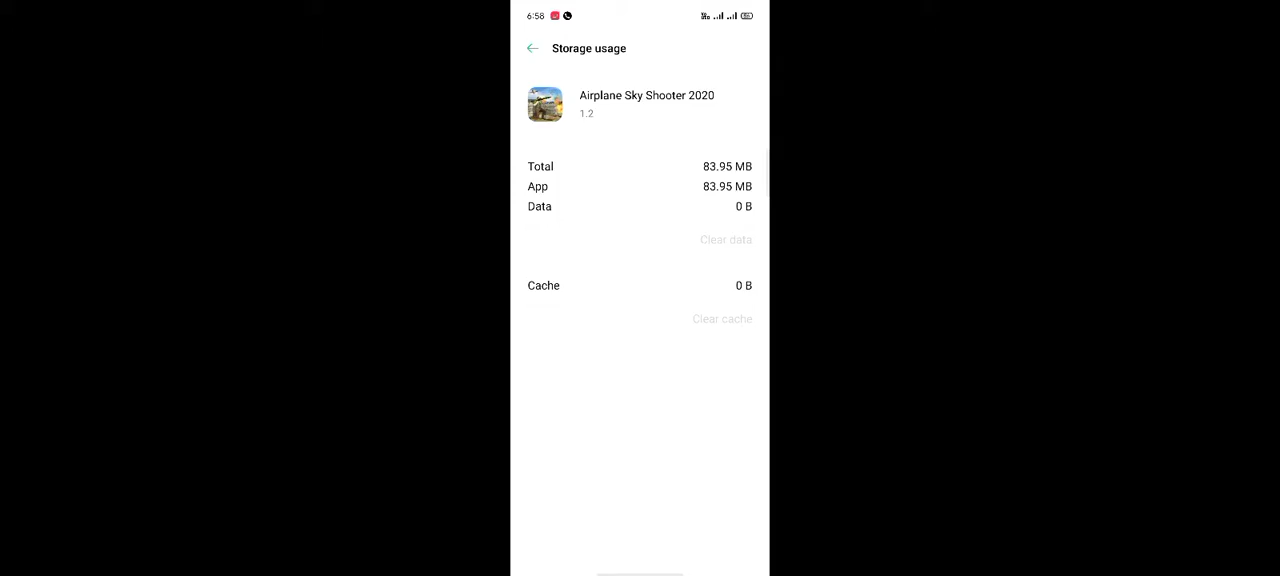 6:58
Storage usage
Airplane Sky Shooter 2020
1.2
Total 83.95 MB
App 83.95 MB
Data 0 B
Clear data
Cache 0 B
Clear cache